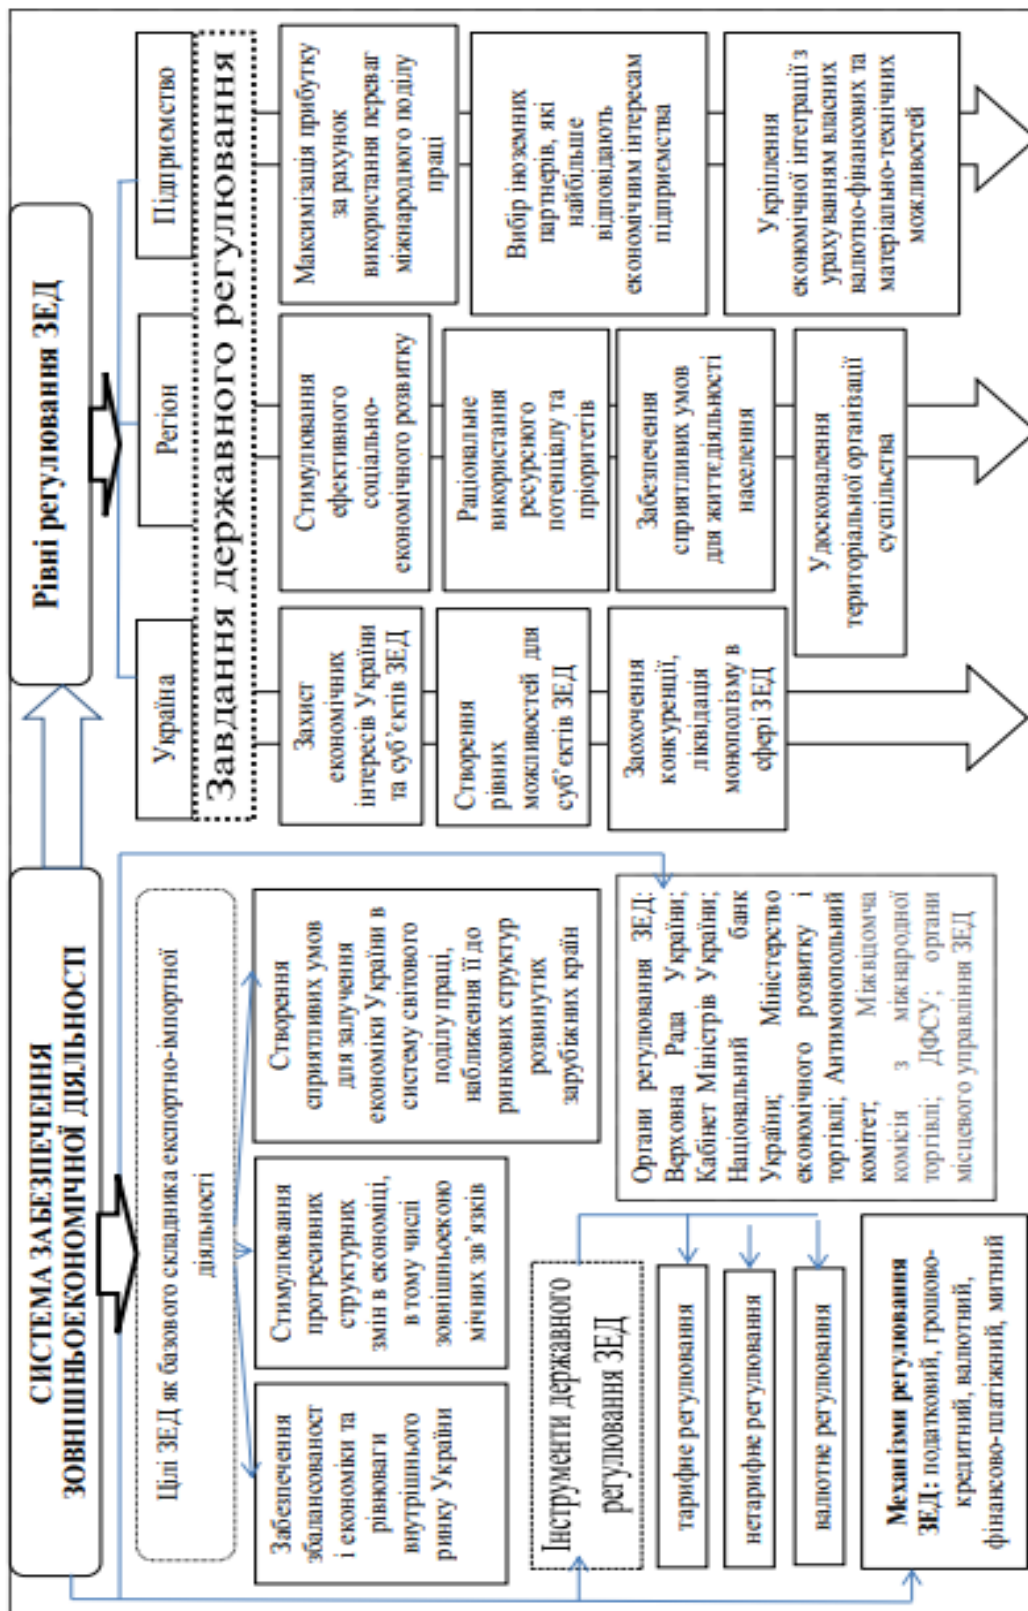 СИСТЕМА ЗАБЕЗПЕЧЕННЯ
ЗОВНІШНЬОЕКОНОМІЧНОЇ ДІЯЛЬНОСТІ
Рівні регулювання ЗЕД
Цілі ЗЕД як базового складника експортно-імпортної
діяльності
Забезпечення
збалансованост
і економіки та
рівноваги
внутрішнього
ринку України
Стимулювання
прогресивних
структурних
змін в економіці,
в тому числі
зовнішньоеконо
мічних зв’язків
Створення
сприятливих умов
для залучення
економіки України в
систему світового
поділу праці,
наближення її до
ринкових структур
розвинутих
зарубіжних країн
Інструменти державного
регулювання ЗЕД
тарифне регулювання
нетарифне регулювання
валютне регулювання
Механізми регулювання
ЗЕД: податковий, грошово-
кредитний, валютний,
фінансово-платіжний, митний
Органи регулювання ЗЕД:
Верховна Рада України;
Кабінет Міністрів України;
Національний банк
України; Міністерство
економічного розвитку і
торгівлі; Антимонопольний
комітет; Міжвідомча
комісія з міжнародної
торгівлі; ДФСУ; органи
місцевого управління ЗЕД
Україна
Регіон
Підприємство
Завдання державного регулювання
Захист
економічних
інтересів України
та суб’єктів ЗЕД
Створення
рівних
можливостей для
суб’єктів ЗЕД
Заохочення
конкуренції,
ліквідація
монополізму в
сфері ЗЕД
Стимулювання
ефективного
соціально-
економічного розвитку
Раціональне
використання
ресурсного
потенціалу та
пріоритетів
Забезпечення
сприятливих умов
для життєдіяльності
населення
Удосконалення
територіальної організації
суспільства
Максимізація прибутку
за рахунок
використання переваг
міжнародного поділу
праці
Вибір іноземних
партнерів, які
найбільше
відповідають
економічним інтересам
підприємства
Укріплення
економічної інтеграції з
урахуванням власних
валютно-фінансових та
матеріально-технічних
можливостей